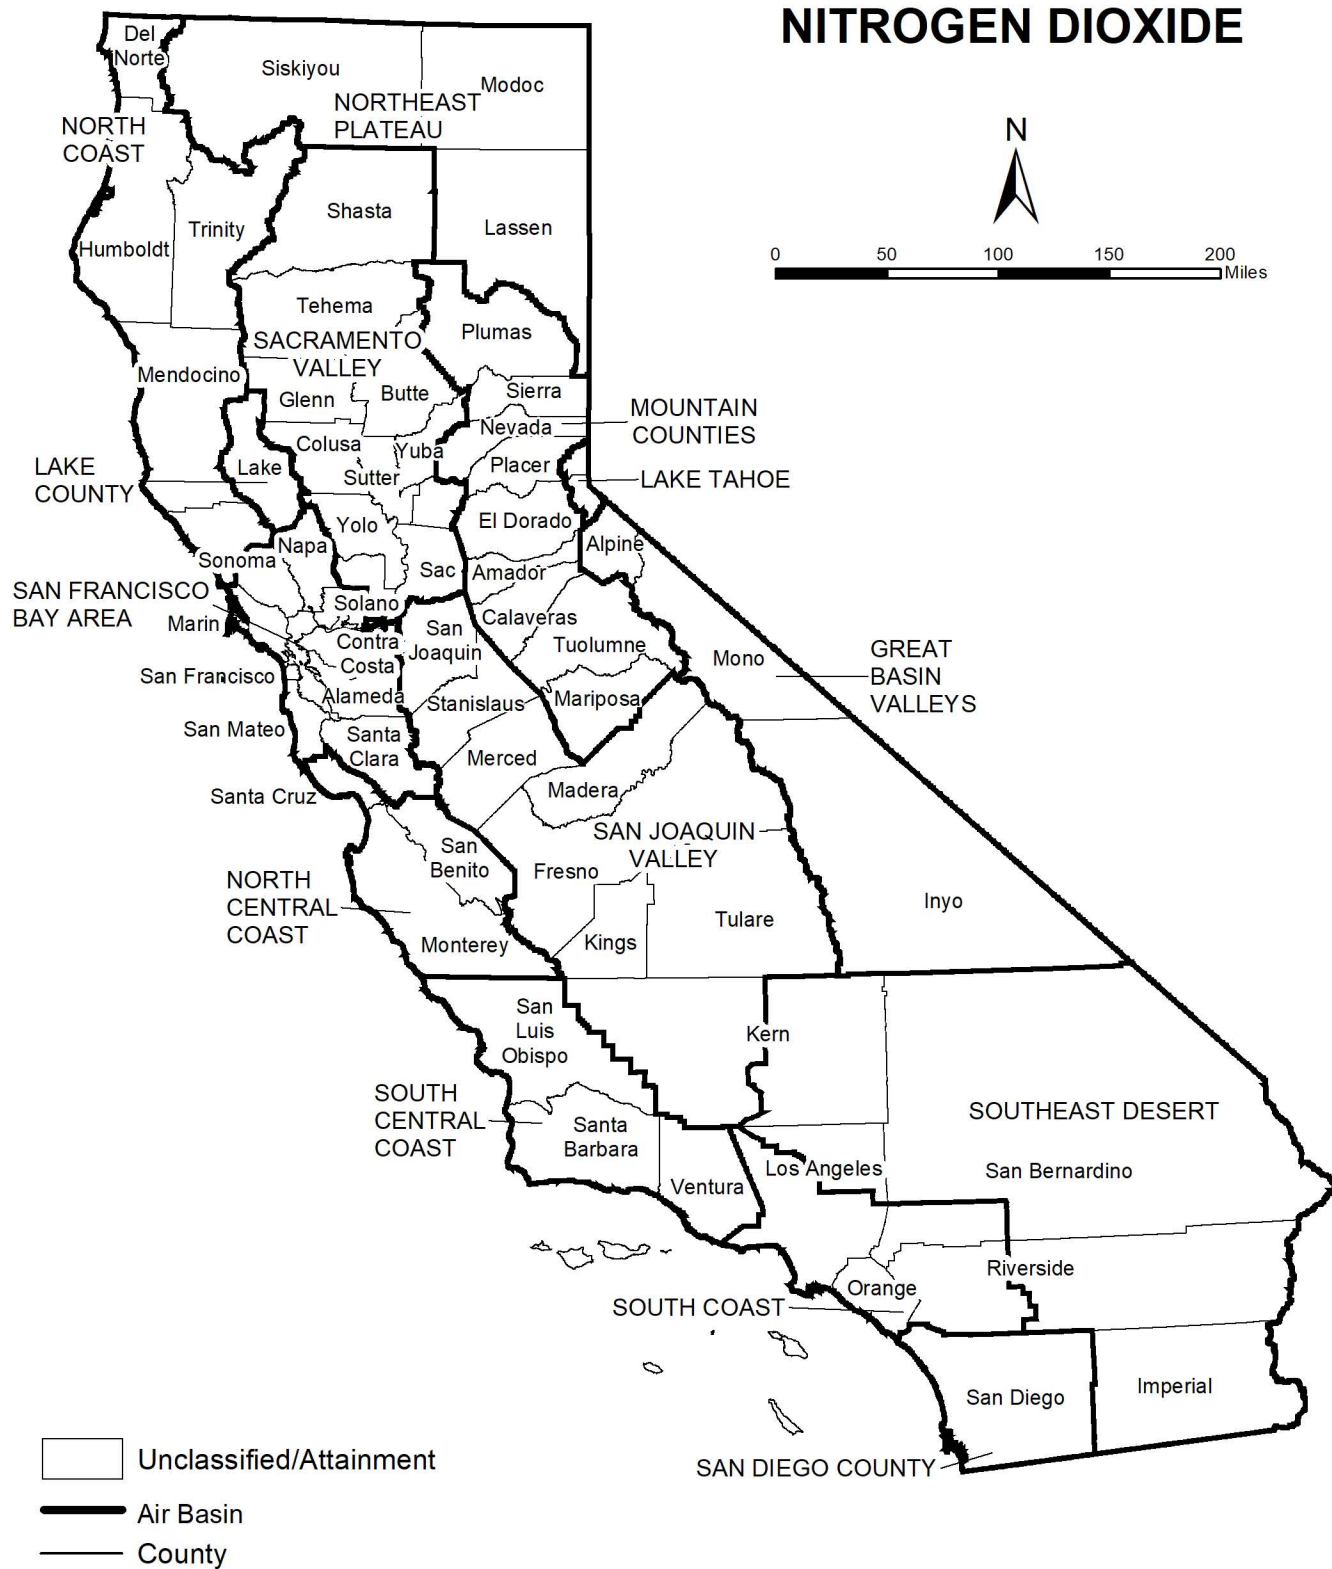 NITROGEN DIOXIDE
Del
Norte
Siskiyou
Modoc
NORTHEAST
PLATEAU
NORTH
COAST
N
Shasta
Trinity
Lassen
Humboldt
0 50 100 150 200
Miles
Tehema
Plumas
SACRAMENTO
VALLEY
Mendocino
Butte
Sierra
Glenn
MOUNTAIN
COUNTIES
Nevada
Colusa
Yuba
Placer
LAKE
COUNTY
Lake
Sutter
LAKE TAHOE
Yolo
El Dorado
Napa
Alpine
Sonoma
Sac
Amador
SAN FRANCISCO
BAY AREA
Solano
Marin
Calaveras
San
Joaquin
Contra
Costa
Tuolumne
Mono
GREAT
BASIN
VALLEYS
San Francisco
Alameda
Mariposa
Stanislaus
San Mateo
Santa
Clara
Merced
Madera
Santa Cruz
SAN JOAQUIN
VALLEY
San
Benito
Fresno
NORTH
CENTRAL
COAST
Inyo
Tulare
Kings
Monterey
San
Luis
Obispo
Kern
SOUTH
CENTRAL
COAST
SOUTHEAST DESERT
Santa
Barbara
Los Angeles
San Bernardino
Ventura
Riverside
Orange
SOUTH COAST
San Diego
Imperial
SAN DIEGO COUNTY
Unclassified/Attainment
Air Basin
County